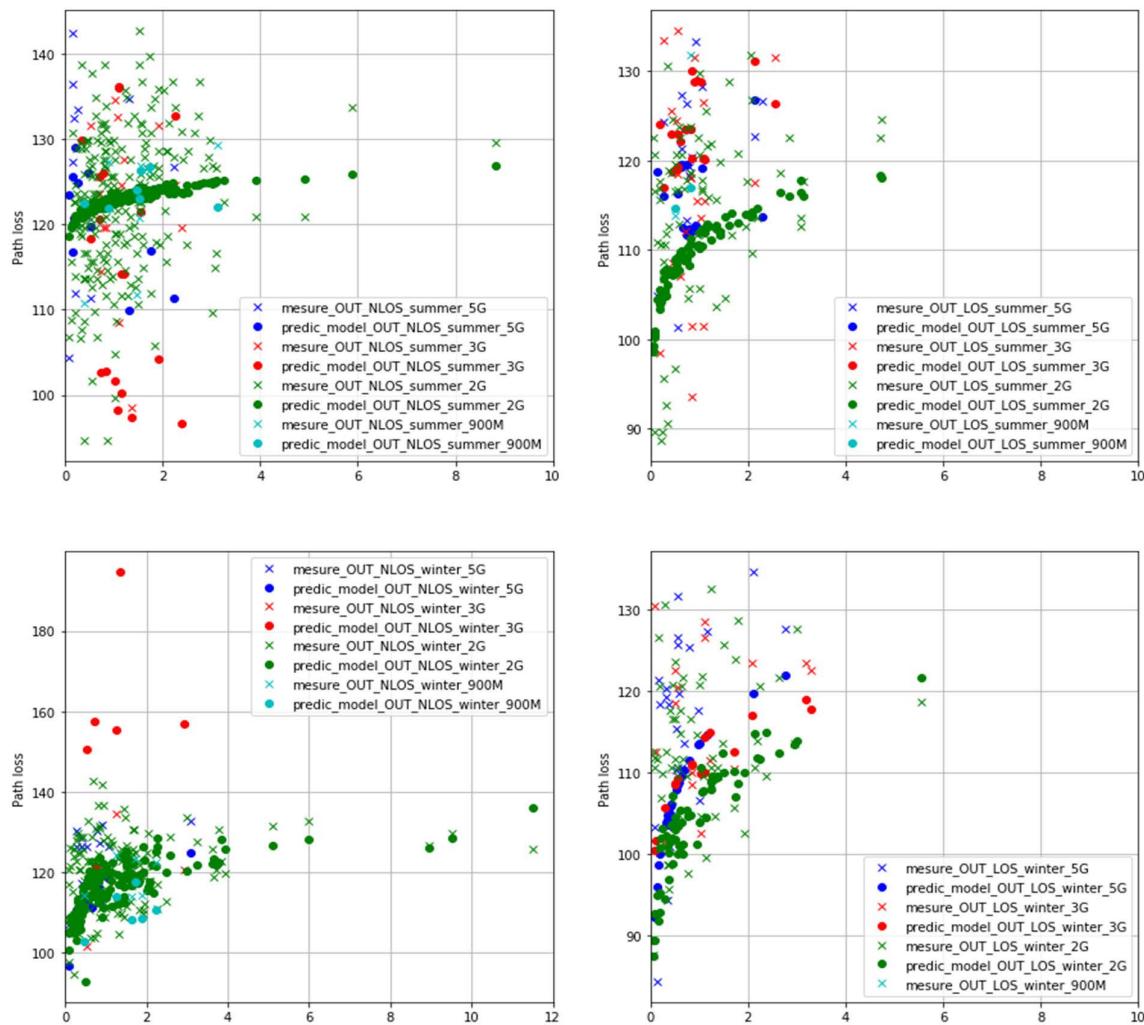 140
130
120
110
100
Path loss
0
2
4
6
8
10
mesure_OUT_NLOS_summer_5G
predic_model_OUT_NLOS_summer_5G
mesure_OUT_NLOS_summer_3G
predic_model_OUT_NLOS_summer_3G
mesure_OUT_NLOS_summer_2G
predic_model_OUT_NLOS_summer_2G
mesure_OUT_NLOS_summer_900M
predic_model_OUT_NLOS_summer_900M
130
120
110
100
90
Path loss
0
2
4
6
8
10
mesure_OUT_LOS_summer_5G
predic_model_OUT_LOS_summer_5G
mesure_OUT_LOS_summer_3G
predic_model_OUT_LOS_summer_3G
mesure_OUT_LOS_summer_2G
predic_model_OUT_LOS_summer_2G
mesure_OUT_LOS_summer_900M
predic_model_OUT_LOS_summer_900M
180
160
140
120
100
Path loss
0
2
4
6
8
10
12
mesure_OUT_NLOS_winter_5G
predic_model_OUT_NLOS_winter_5G
mesure_OUT_NLOS_winter_3G
predic_model_OUT_NLOS_winter_3G
mesure_OUT_NLOS_winter_2G
predic_model_OUT_NLOS_winter_2G
mesure_OUT_NLOS_winter_900M
predic_model_OUT_NLOS_winter_900M
130
120
110
100
90
Path loss
0
2
4
6
8
10
mesure_OUT_LOS_winter_5G
predic_model_OUT_LOS_winter_5G
mesure_OUT_LOS_winter_3G
predic_model_OUT_LOS_winter_3G
mesure_OUT_LOS_winter_2G
predic_model_OUT_LOS_winter_2G
mesure_OUT_LOS_winter_900M